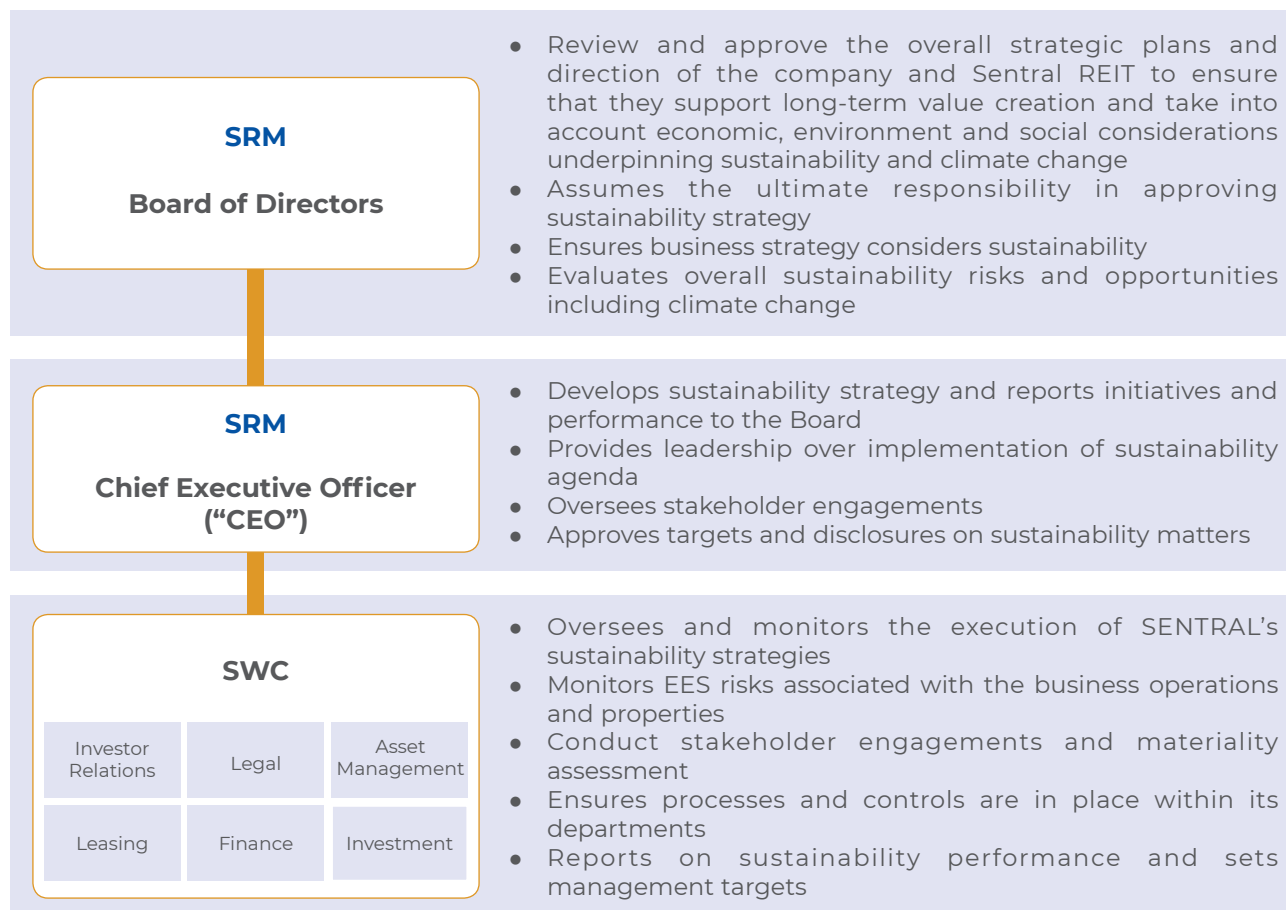 SRM
Board of Directors
● Review and approve the overall strategic plans and
direction of the company and Sentral REIT to ensure
that they support long-term value creation and take into
account economic, environment and social considerations
underpinning sustainability and climate change
● Assumes the ultimate responsibility in approving
sustainability strategy
● Ensures business strategy considers sustainability
● Evaluates overall sustainability risks and opportunities
including climate change
SRM
Chief Executive Officer
(“CEO”)
● Develops sustainability strategy and reports initiatives and
performance to the Board
● Provides leadership over implementation of sustainability
agenda
● Oversees stakeholder engagements
● Approves targets and disclosures on sustainability matters
SWC
Investor
Relations
Legal
Asset
Management
Leasing
Finance
Investment
● Oversees and monitors the execution of SENTRAL’s
sustainability strategies
● Monitors EES risks associated with the business operations
and properties
● Conduct stakeholder engagements and materiality
assessment
● Ensures processes and controls are in place within its
departments
● Reports on sustainability performance and sets
management targets